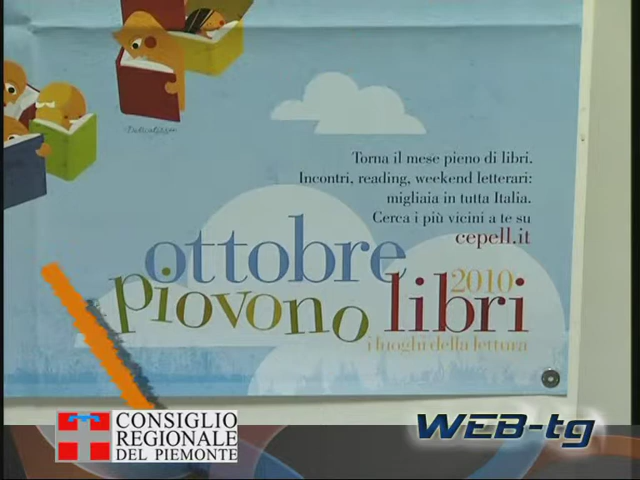 Torna il mese pieno di libri.
Incontri, reading, weekend letterari:
migliaia in tutta Italia.
Cerca i più vicini a te su
cepell.it
ottobre
piovono libri
2010
i luoghi della lettura
CONSIGLIO
REGIONALE
DEL PIEMONTE
WEB-tg